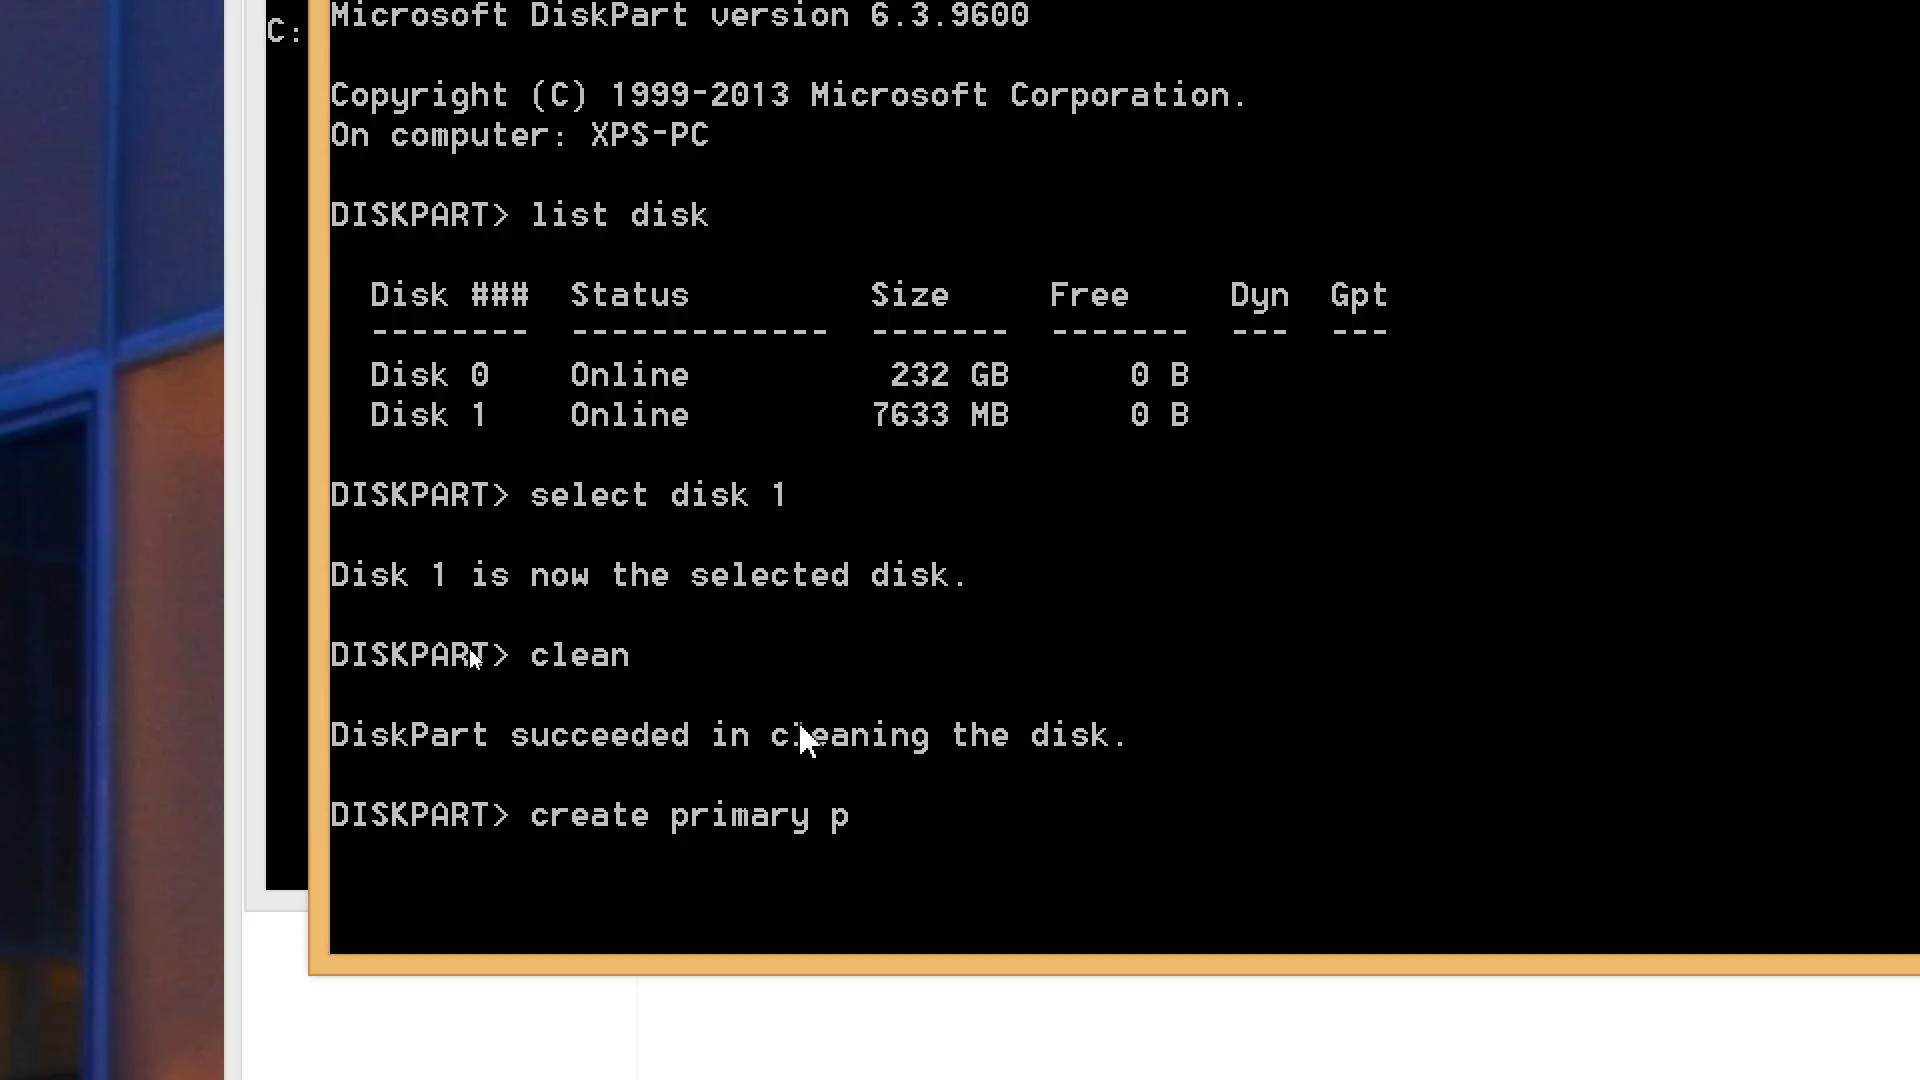 Microsoft DiskPart version 6.3.9600
C:
Copyright (C) 1999-2013 Microsoft Corporation.
On computer: XPS-PC
DISKPART> list disk
Disk ### Status Size Free Dyn Gpt
-------- ------------- ------- ------- --- ---
Disk 0 Online 232 GB 0 B
Disk 1 Online 7633 MB 0 B
DISKPART> select disk 1
Disk 1 is now the selected disk.
DISKPART> clean
DiskPart succeeded in cleaning the disk.
DISKPART> create primary p